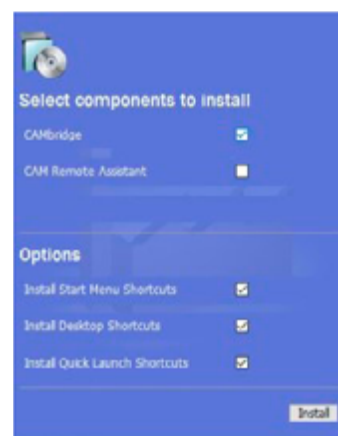 Select components to install
CAMbridge
CAM Remote Assistant
Options
Install Start Menu Shortcuts
Install Desktop Shortcuts
Install Quick Launch Shortcuts
Install